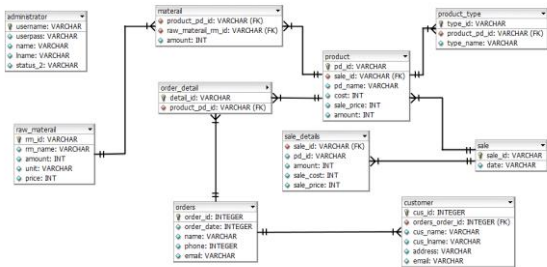 administrator
username: VARCHAR
userpass: VARCHAR
name: VARCHAR
lname: VARCHAR
status_2: VARCHAR
materail
product_pd_id: VARCHAR (FK)
raw_materail_rm_id: VARCHAR (FK)
amount: INT
product_type
type_id: VARCHAR
product_pd_id: VARCHAR (FK)
type_name: VARCHAR
product
pd_id: VARCHAR
sale_id: VARCHAR (FK)
pd_name: VARCHAR
cost: INT
sale_price: INT
amount: INT
order_detail
detail_id: VARCHAR
product_pd_id: VARCHAR (FK)
raw_materail
rm_id: VARCHAR
rm_name: VARCHAR
amount: INT
unit: VARCHAR
price: INT
sale_details
sale_id: VARCHAR (FK)
pd_id: VARCHAR
amount: INT
sale_cost: INT
sale_price: INT
sale
sale_id: VARCHAR
date: VARCHAR
orders
order_id: INTEGER
order_date: INTEGER
name: VARCHAR
phone: INTEGER
email: VARCHAR
customer
cus_id: INTEGER
orders_order_id: INTEGER (FK)
cus_name: VARCHAR
cus_lname: VARCHAR
address: VARCHAR
email: VARCHAR